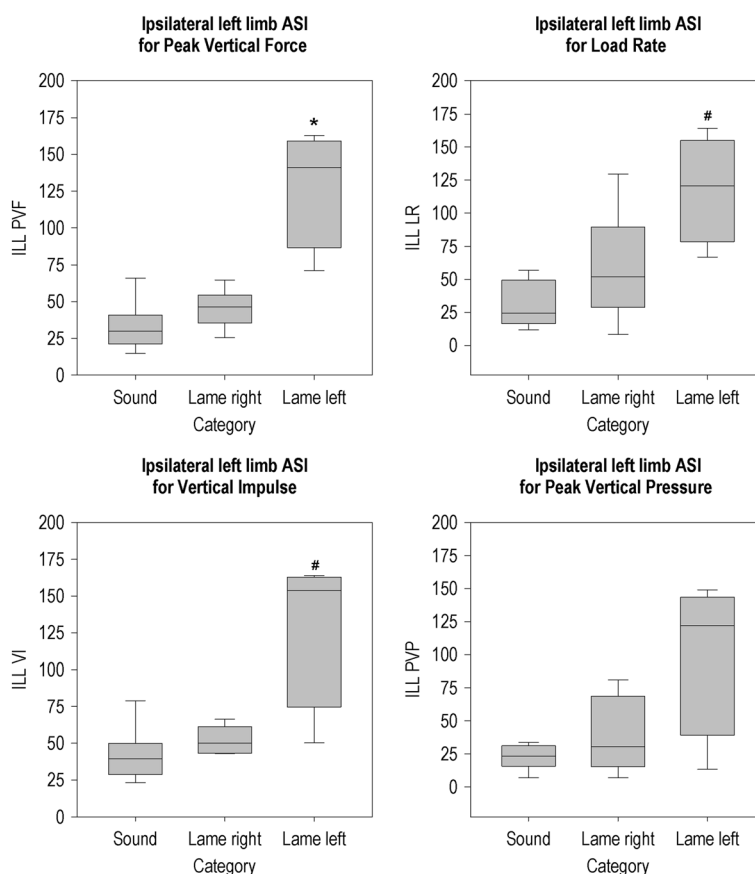 Ipsilateral left limb ASI
for Peak Vertical Force
200
175
150
125
100
75
50
25
0
ILL PVF
*
Sound Lame right Lame left
Category
Ipsilateral left limb ASI
for Load Rate
200
175
150
125
100
75
50
25
0
ILL LR
#
Sound Lame right Lame left
Category
Ipsilateral left limb ASI
for Vertical Impulse
200
175
150
125
100
75
50
25
0
ILL VI
#
Sound Lame right Lame left
Category
Ipsilateral left limb ASI
for Peak Vertical Pressure
200
175
150
125
100
75
50
25
0
ILL PVP
Sound Lame right Lame left
Category